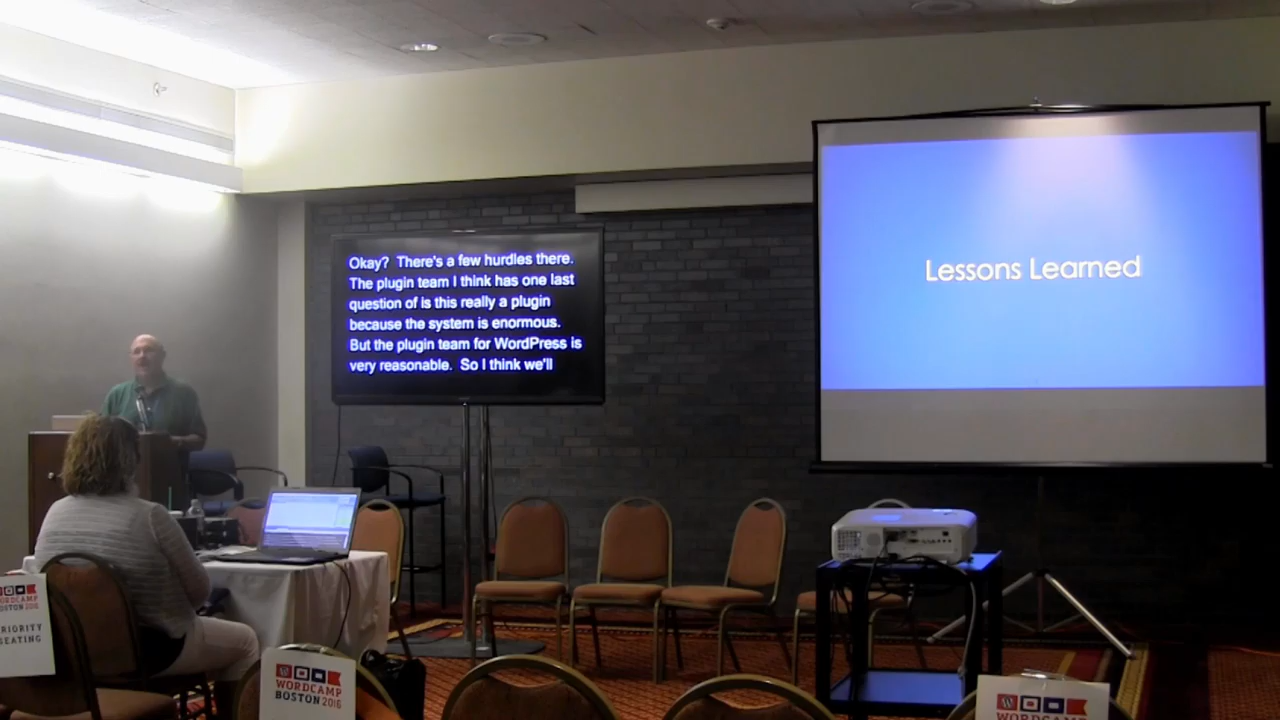 Okay?  There's a few hurdles there.
The plugin team I think has one last
question of is this really a plugin
because the system is enormous.
But the plugin team for WordPress is
very reasonable.  So I think we'll
Lessons Learned
WORDCAMP
BOSTON 2016
RIORITY
SEATING
WORDCAMP
BOSTON 2016
WORDCAMP